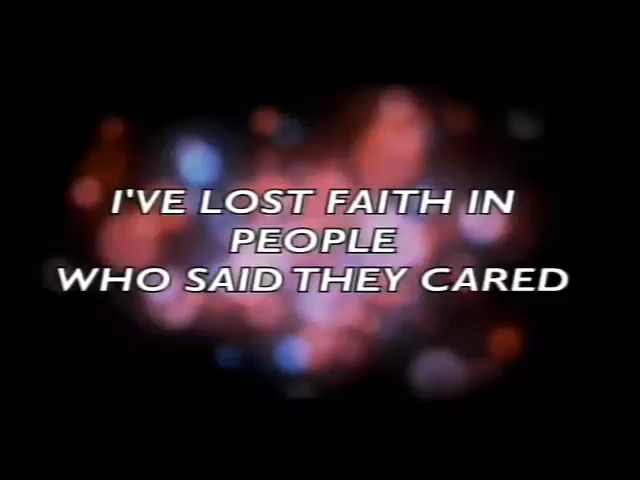 I'VE LOST FAITH IN
PEOPLE
WHO SAID THEY CARED